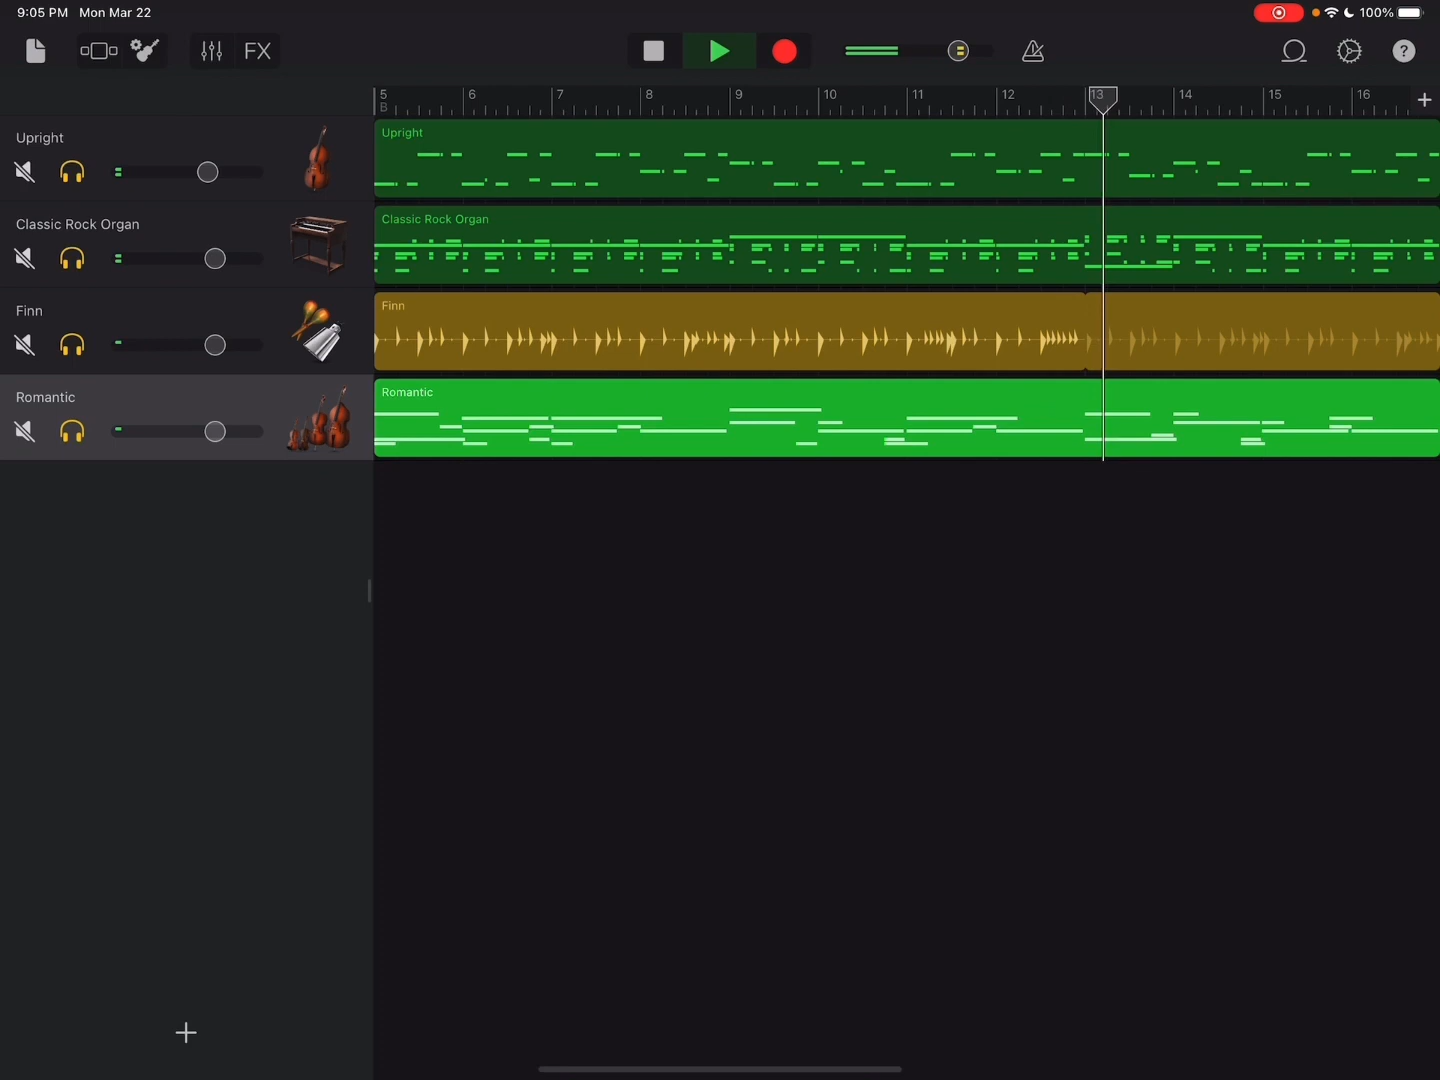 9:05 PM Mon Mar 22
100%
FX
?
5 6 7 8 9 10 11 12 13 14 15 16 +
B
Upright
Upright
Classic Rock Organ
Classic Rock Organ
Finn
Finn
Romantic
Romantic
+